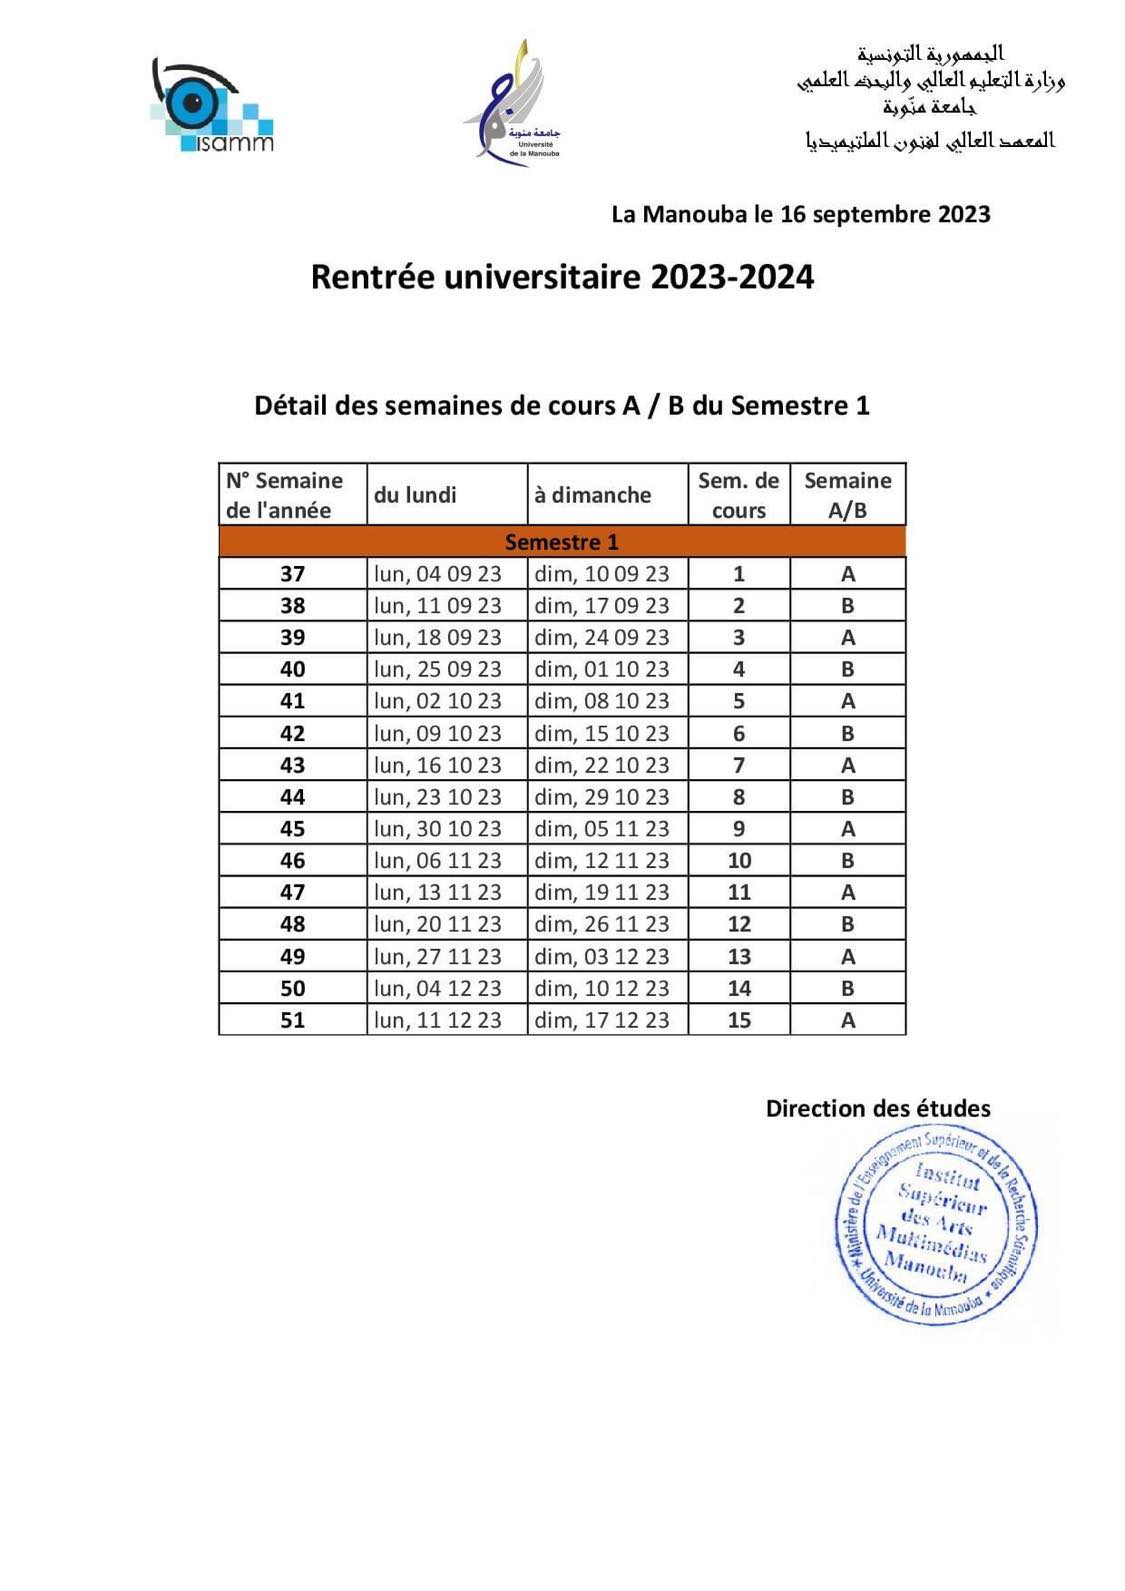 isamm
جامعة منوبة
Université
de la Manouba
الجمهورية التونسية
وزارة التعليم العالي والبحث العلمي
جامعة منّوبة
المعهد العالي لفنون الملتيميديا
La Manouba le 16 septembre 2023
Rentrée universitaire 2023-2024
Détail des semaines de cours A / B du Semestre 1
N° Semaine de l'année du lundi à dimanche Sem. de cours Semaine A/B
Semestre 1
37 lun, 04 09 23 dim, 10 09 23 1 A
38 lun, 11 09 23 dim, 17 09 23 2 B
39 lun, 18 09 23 dim, 24 09 23 3 A
40 lun, 25 09 23 dim, 01 10 23 4 B
41 lun, 02 10 23 dim, 08 10 23 5 A
42 lun, 09 10 23 dim, 15 10 23 6 B
43 lun, 16 10 23 dim, 22 10 23 7 A
44 lun, 23 10 23 dim, 29 10 23 8 B
45 lun, 30 10 23 dim, 05 11 23 9 A
46 lun, 06 11 23 dim, 12 11 23 10 B
47 lun, 13 11 23 dim, 19 11 23 11 A
48 lun, 20 11 23 dim, 26 11 23 12 B
49 lun, 27 11 23 dim, 03 12 23 13 A
50 lun, 04 12 23 dim, 10 12 23 14 B
51 lun, 11 12 23 dim, 17 12 23 15 A
Direction des études
Ministère de l'Enseignement Supérieur et de la Recherche Scientifique
Institut
Supérieur
des Arts
Multimédias
Manouba
Université de la Manouba